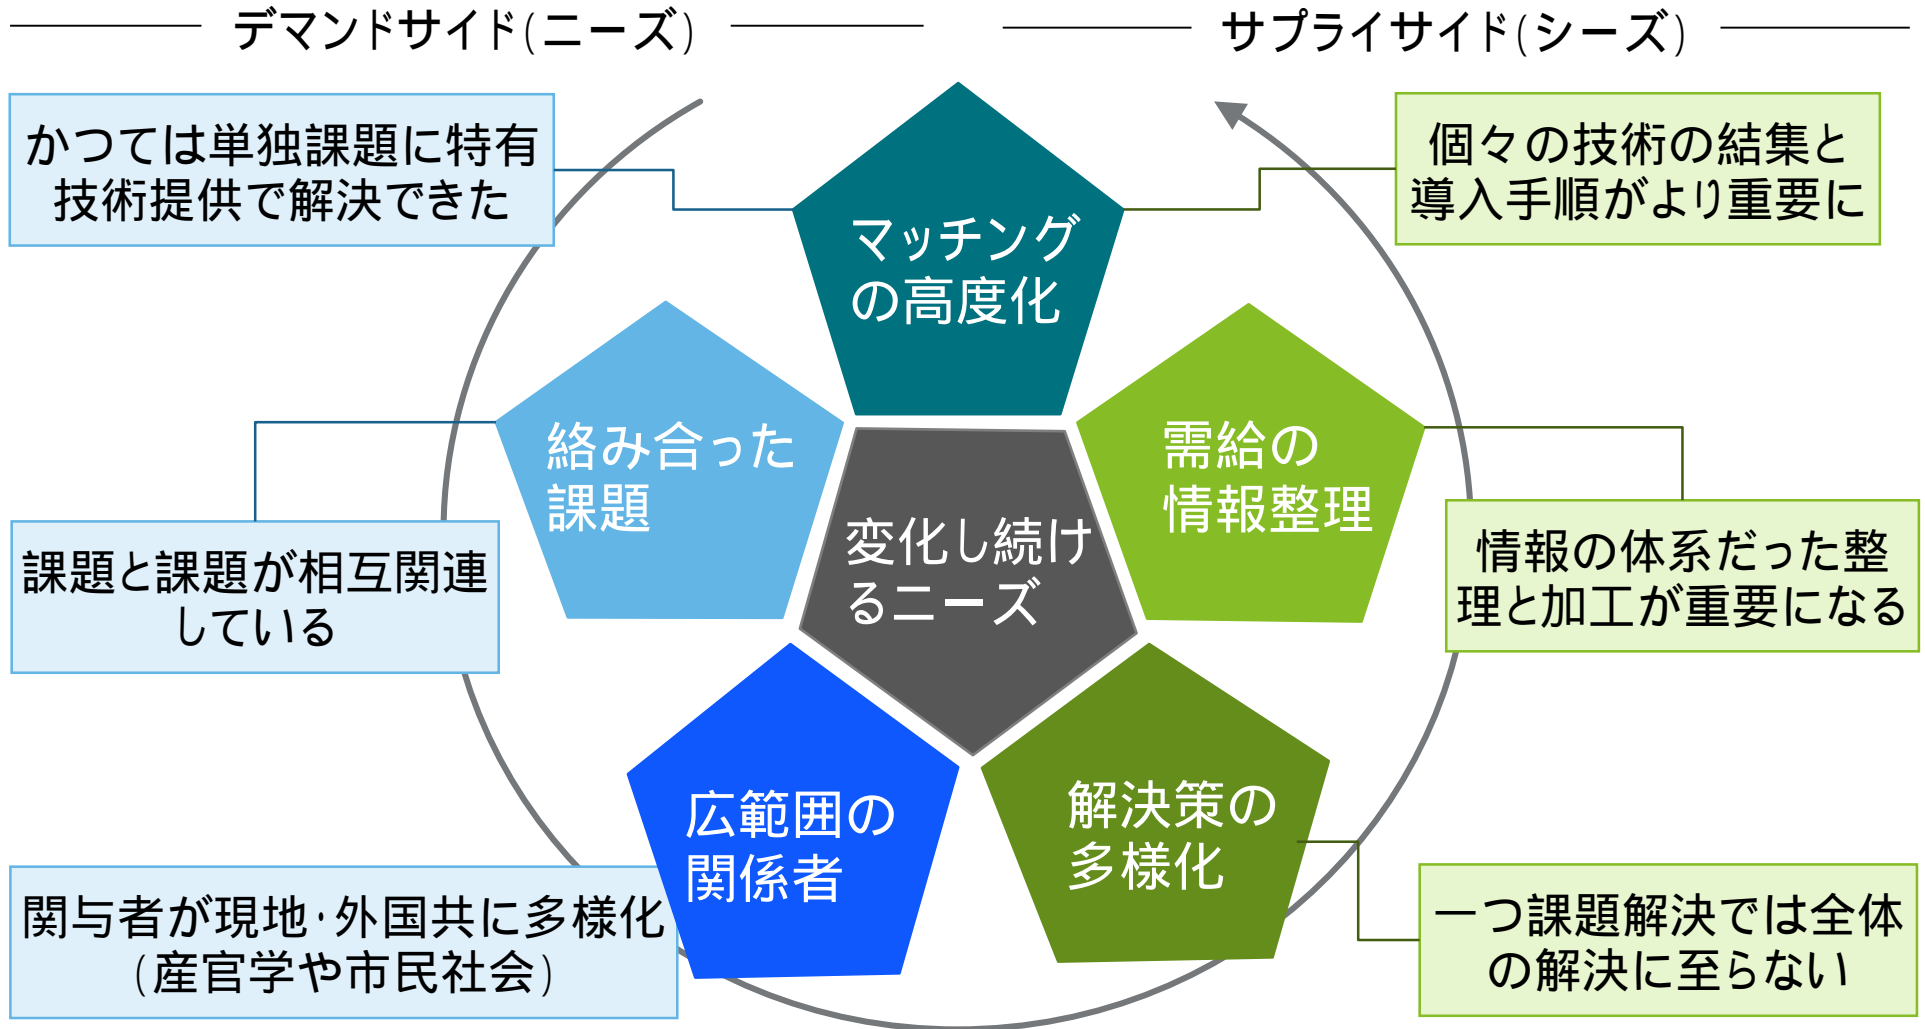 デマンドサイド(ニーズ)
サプライサイド(シーズ)
かつては単独課題に特有
技術提供で解決できた
個々の技術の結集と
導入手順がより重要に
マッチング
の高度化
絡み合った
課題
需給の
情報整理
変化し続け
るニーズ
課題と課題が相互関連
している
情報の体系だった整
理と加工が重要になる
広範囲の
関係者
解決策の
多様化
関与者が現地・外国共に多様化
(産官学や市民社会)
一つ課題解決では全体
の解決に至らない